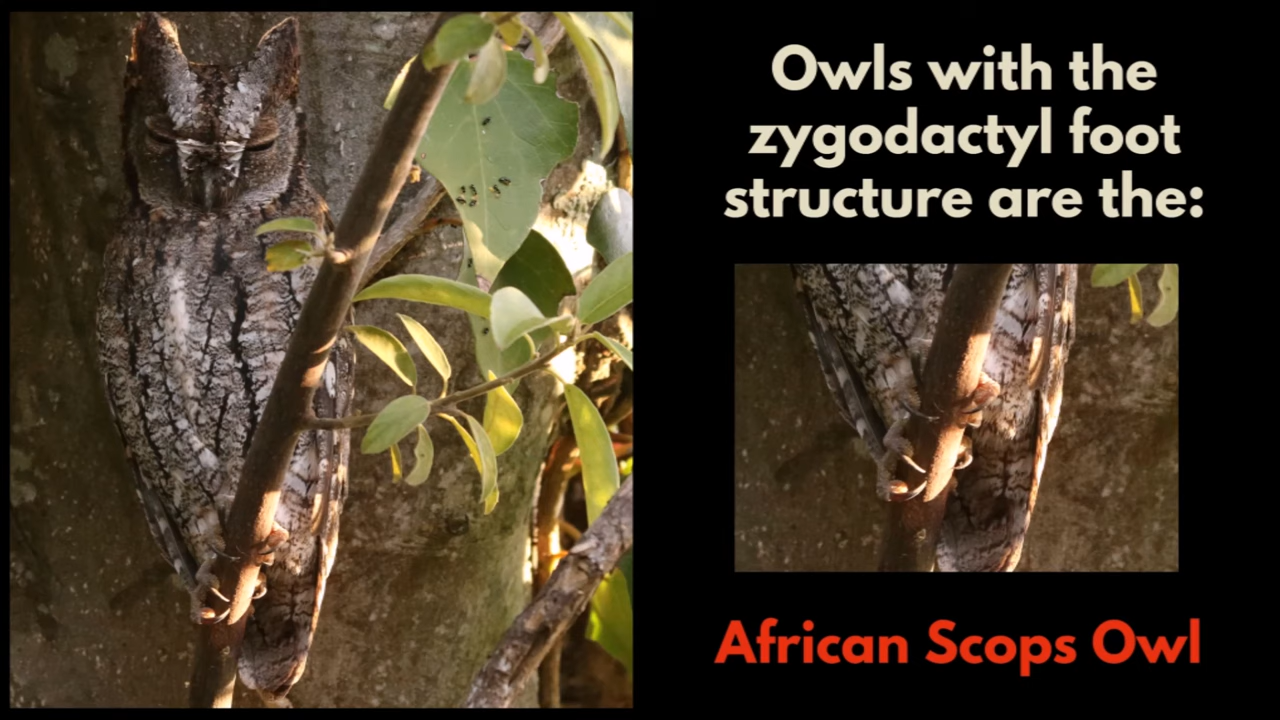 Owls with the
zygodactyl foot
structure are the:
African Scops Owl